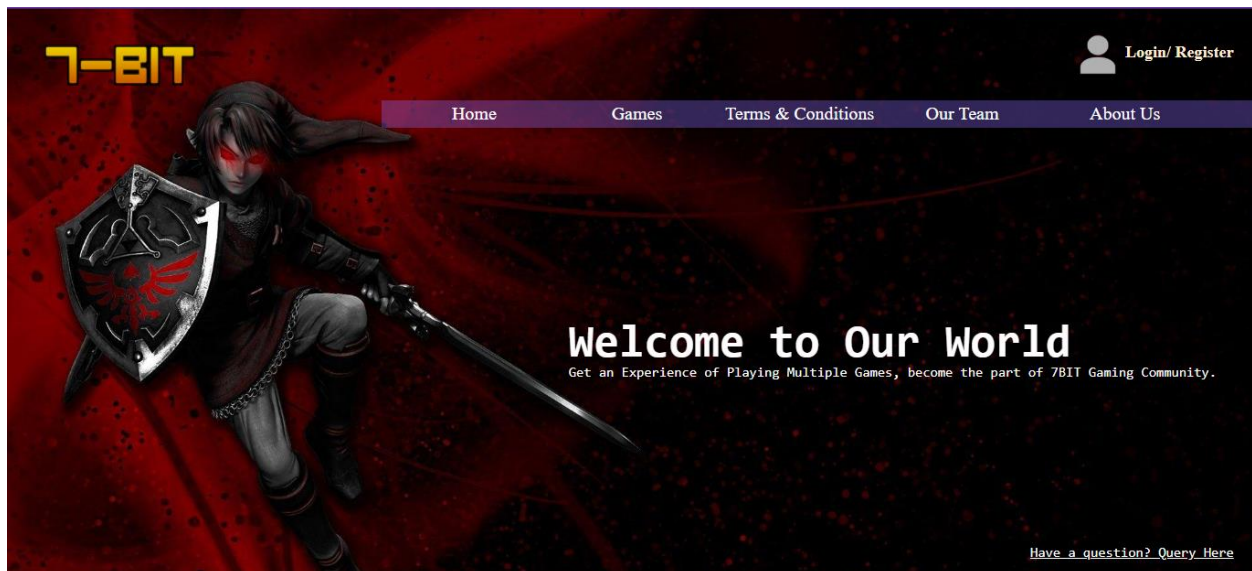 7-BIT
Login/ Register
Home Games Terms & Conditions Our Team About Us
Welcome to Our World
Get an Experience of Playing Multiple Games, become the part of 7BIT Gaming Community.
Have a question? Query Here